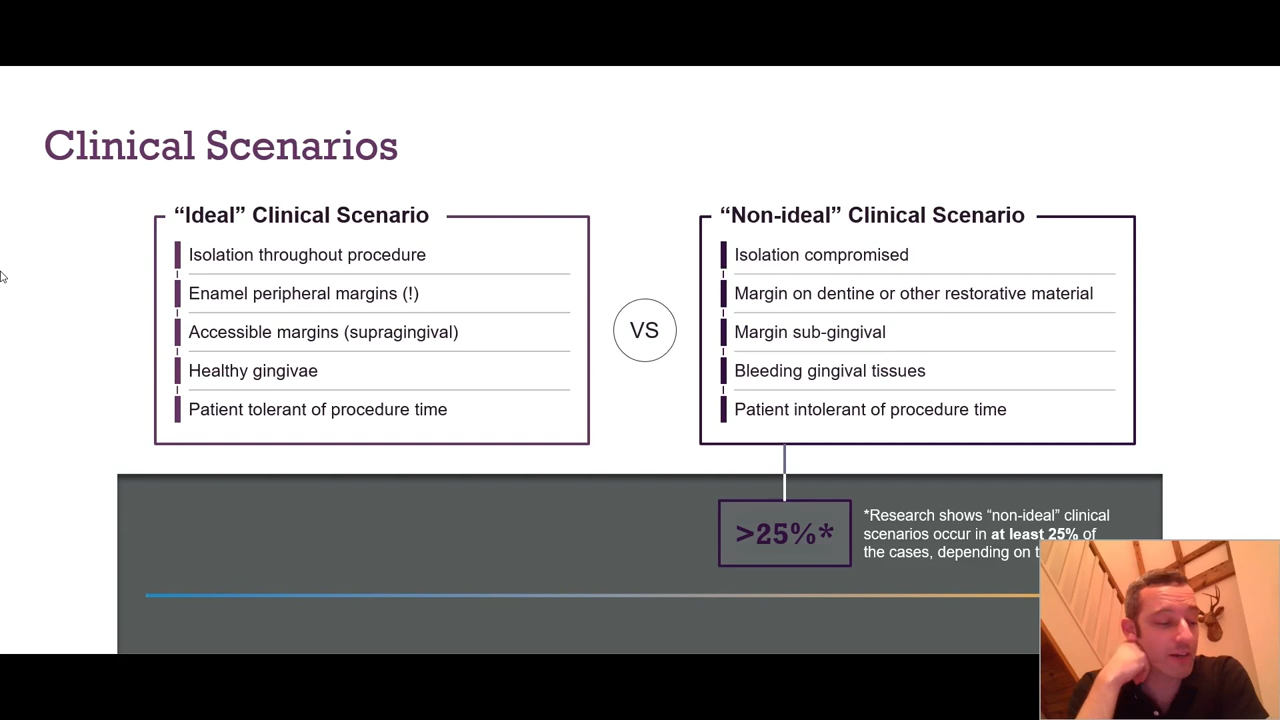 Clinical Scenarios
“Ideal” Clinical Scenario
Isolation throughout procedure
Enamel peripheral margins (!)
Accessible margins (supragingival)
Healthy gingivae
Patient tolerant of procedure time
VS
“Non-ideal” Clinical Scenario
Isolation compromised
Margin on dentine or other restorative material
Margin sub-gingival
Bleeding gingival tissues
Patient intolerant of procedure time
>25%*
*Research shows “non-ideal” clinical
scenarios occur in at least 25% of
the cases, depending on